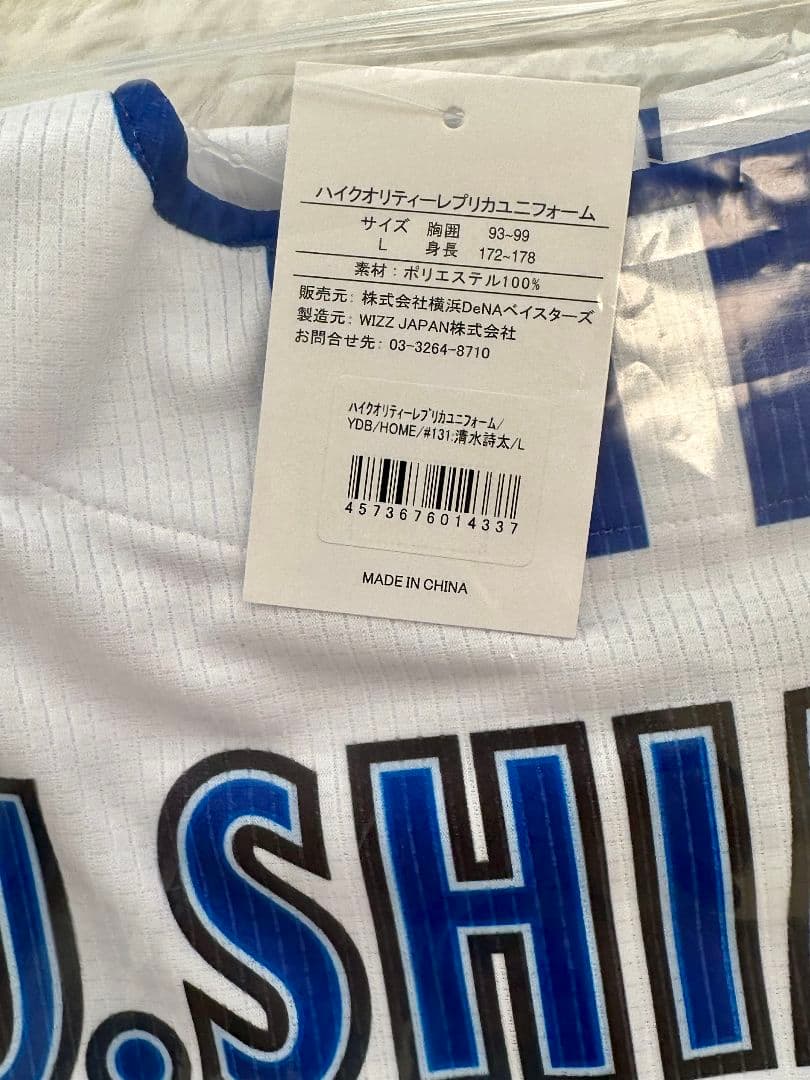 ハイクオリティーレプリカユニフォーム
サイズ 胸囲 93~99
L 身長 172~178
素材：ポリエステル100%
販売元：株式会社横浜DeNAベイスターズ
製造元：WIZZ JAPAN株式会社
お問合せ先：03-3264-8710
ハイクオリティーレプリカユニフォーム/
YDB/HOME/#131:清水詩太/L
4573676014337
MADE IN CHINA
U.SHI